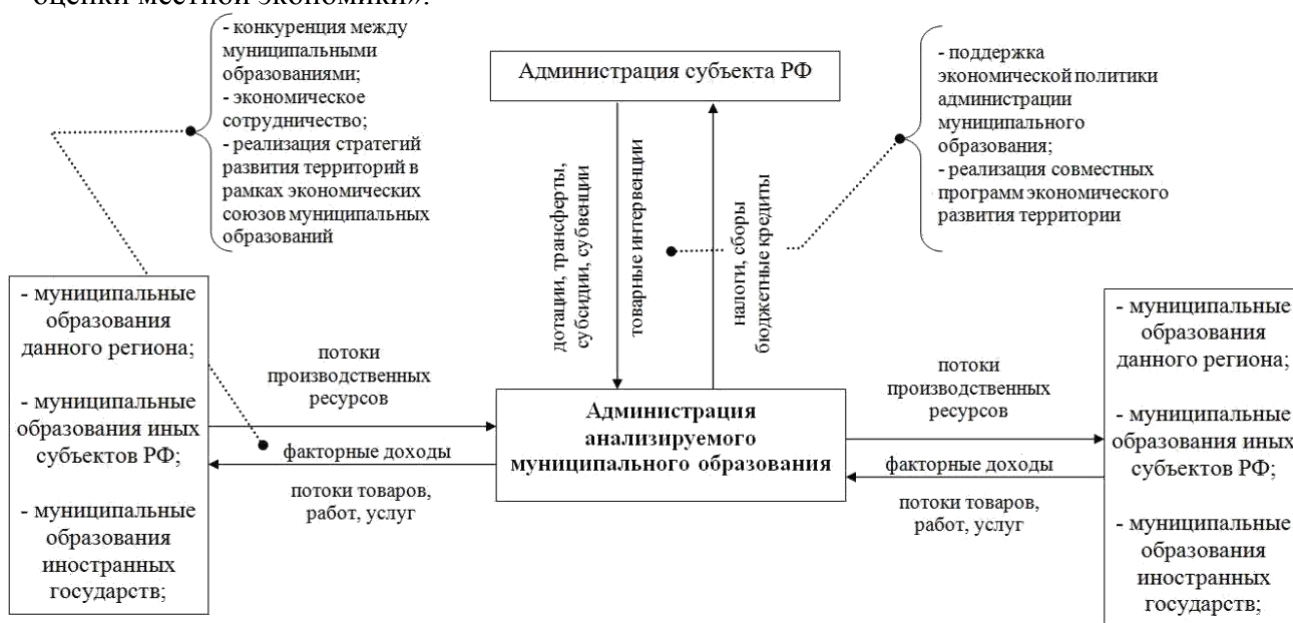 оценки местной экономики».
- конкуренция между
муниципальными
образованиями;
- экономическое
сотрудничество;
- реализация стратегий
развития территорий в
рамках экономических
союзов муниципальных
образований
Администрация субъекта РФ
- поддержка
экономической политики
администрации
муниципального
образования;
- реализация совместных
программ экономического
развития территории
дотации, трансферты,
субсидии, субвенции
товарные интервенции
налоги, сборы
бюджетные кредиты
- муниципальные
образования
данного региона;
- муниципальные
образования иных
субъектов РФ;
- муниципальные
образования
иностранных
государств;
потоки
производственных
ресурсов
факторные доходы
потоки товаров,
работ, услуг
Администрация
анализируемого
муниципального образования
потоки
производственных
ресурсов
факторные доходы
потоки товаров,
работ, услуг
- муниципальные
образования
данного региона;
- муниципальные
образования иных
субъектов РФ;
- муниципальные
образования
иностранных
государств;